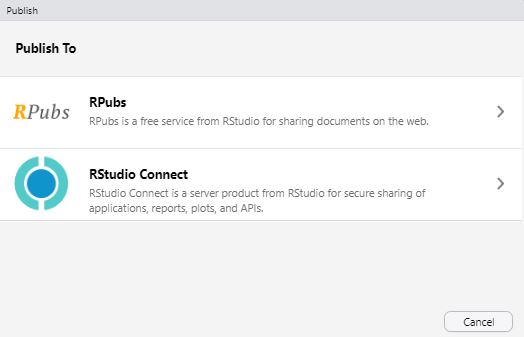 Publish
Publish To
RPubs
RPubs
RPubs is a free service from RStudio for sharing documents on the web.
RStudio Connect
RStudio Connect is a server product from RStudio for secure sharing of
applications, reports, plots, and APIs.
Cancel